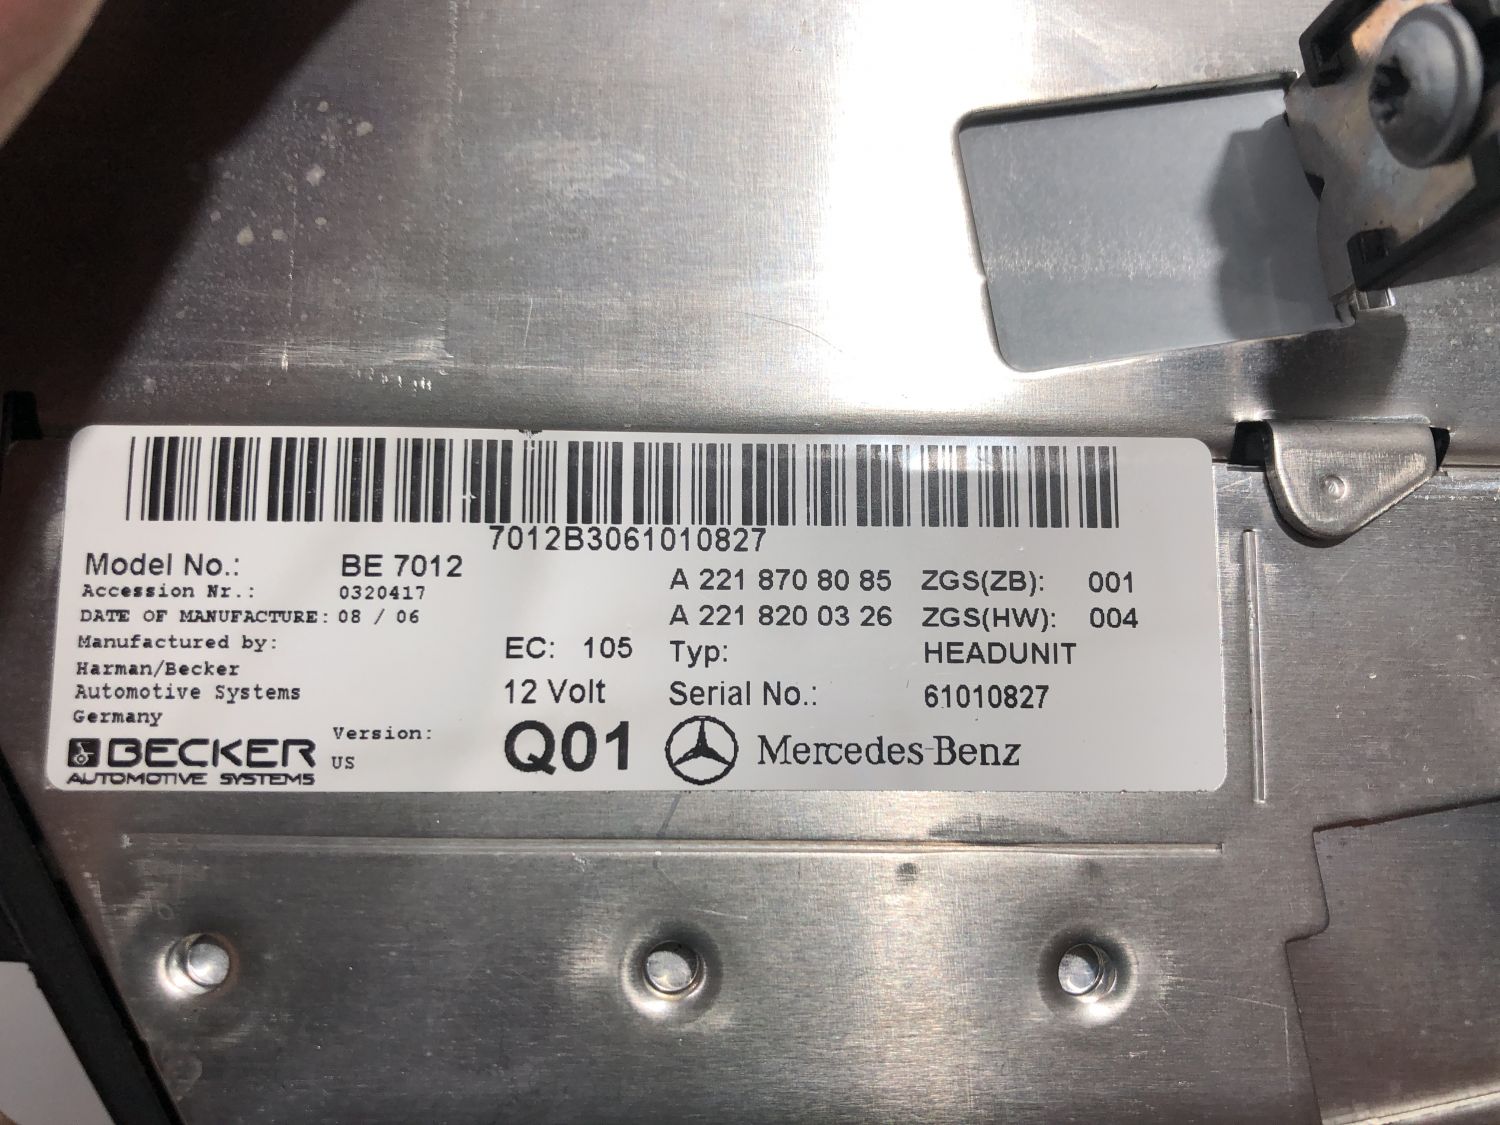 7012B3061010827
Model No.: BE 7012
A 221 870 80 85 ZGS(ZB): 001
Accession Nr.: 0320417
A 221 820 03 26 ZGS(HW): 004
DATE OF MANUFACTURE: 08 / 06
Manufactured by:
EC: 105 Typ: HEADUNIT
Harman/Becker
Automotive Systems
12 Volt Serial No.: 61010827
Germany
Version:
BECKER
US
Q01 Mercedes-Benz
AUTOMOTIVE SYSTEMS